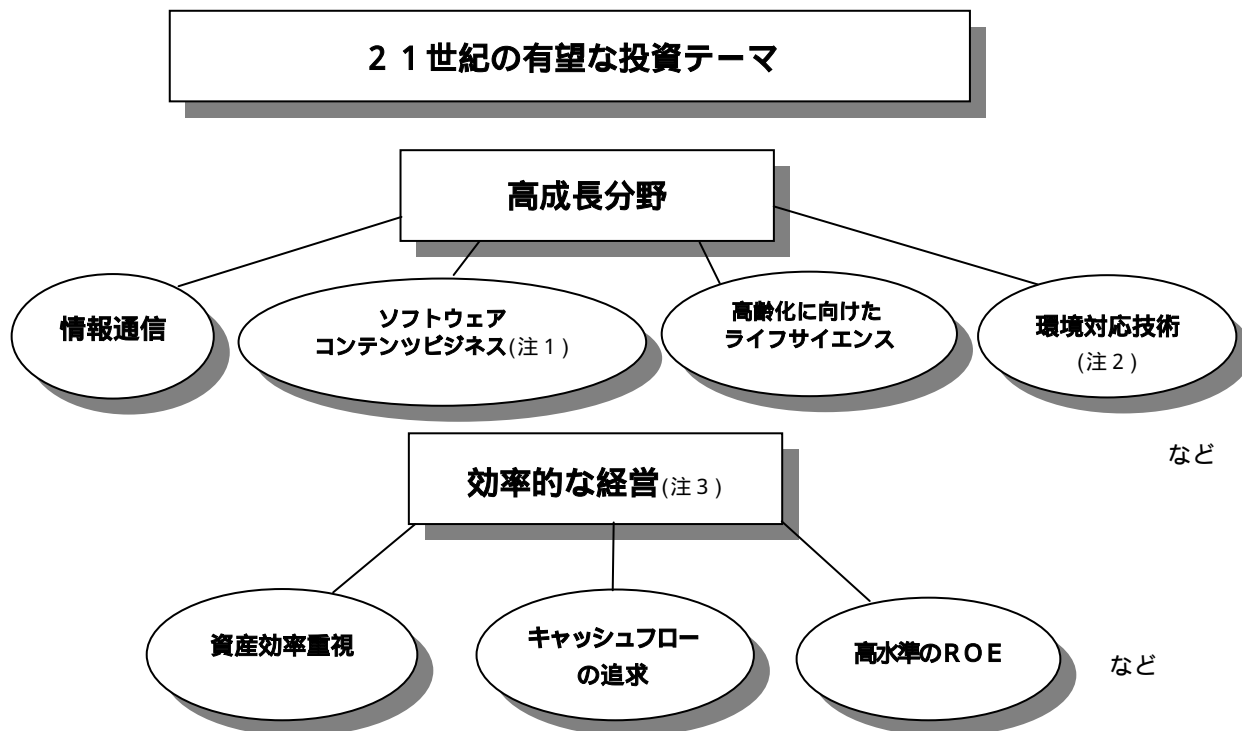 ２１世紀の有望な投資テーマ
高成長分野
情報通信
ソフトウェア
コンテンツビジネス(注１)
高齢化に向けた
ライフサイエンス
環境対応技術
(注２)
など
効率的な経営(注３)
資産効率重視
キャッシュフロー
の追求
高水準のＲＯＥ
など